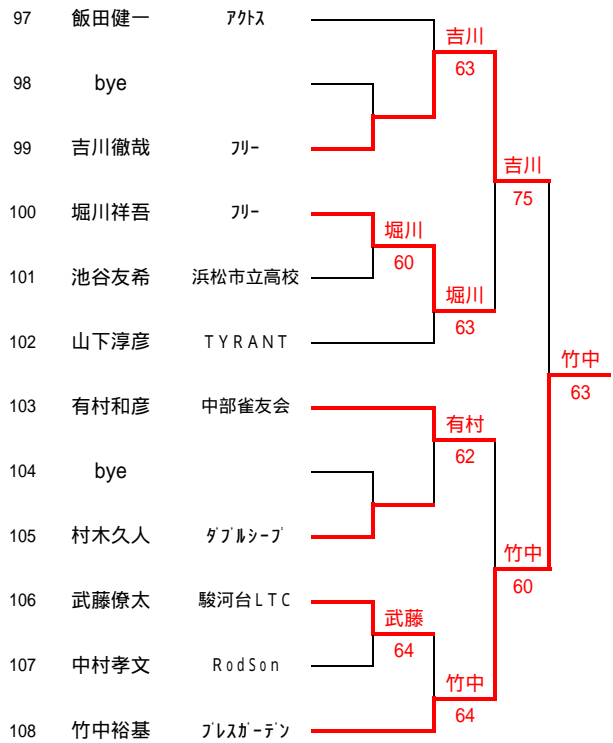 97 飯田健一 ｱｸﾄｽ
吉川
63
98 bye
99 吉川徹哉 ﾌﾘｰ
吉川
75
100 堀川祥吾 ﾌﾘｰ
堀川
60
101 池谷友希 浜松市立高校
堀川
63
102 山下淳彦 ＴＹＲＡＮＴ
竹中
63
103 有村和彦 中部雀友会
有村
62
104 bye
105 村木久人 ﾀﾞﾌﾞﾙｼｰﾌﾟ
竹中
60
106 武藤僚太 駿河台ＬＴＣ
武藤
64
107 中村孝文 ＲｏｄＳｏｎ
竹中
64
108 竹中裕基 ﾌﾟﾚｽｶﾞｰﾃﾞﾝ